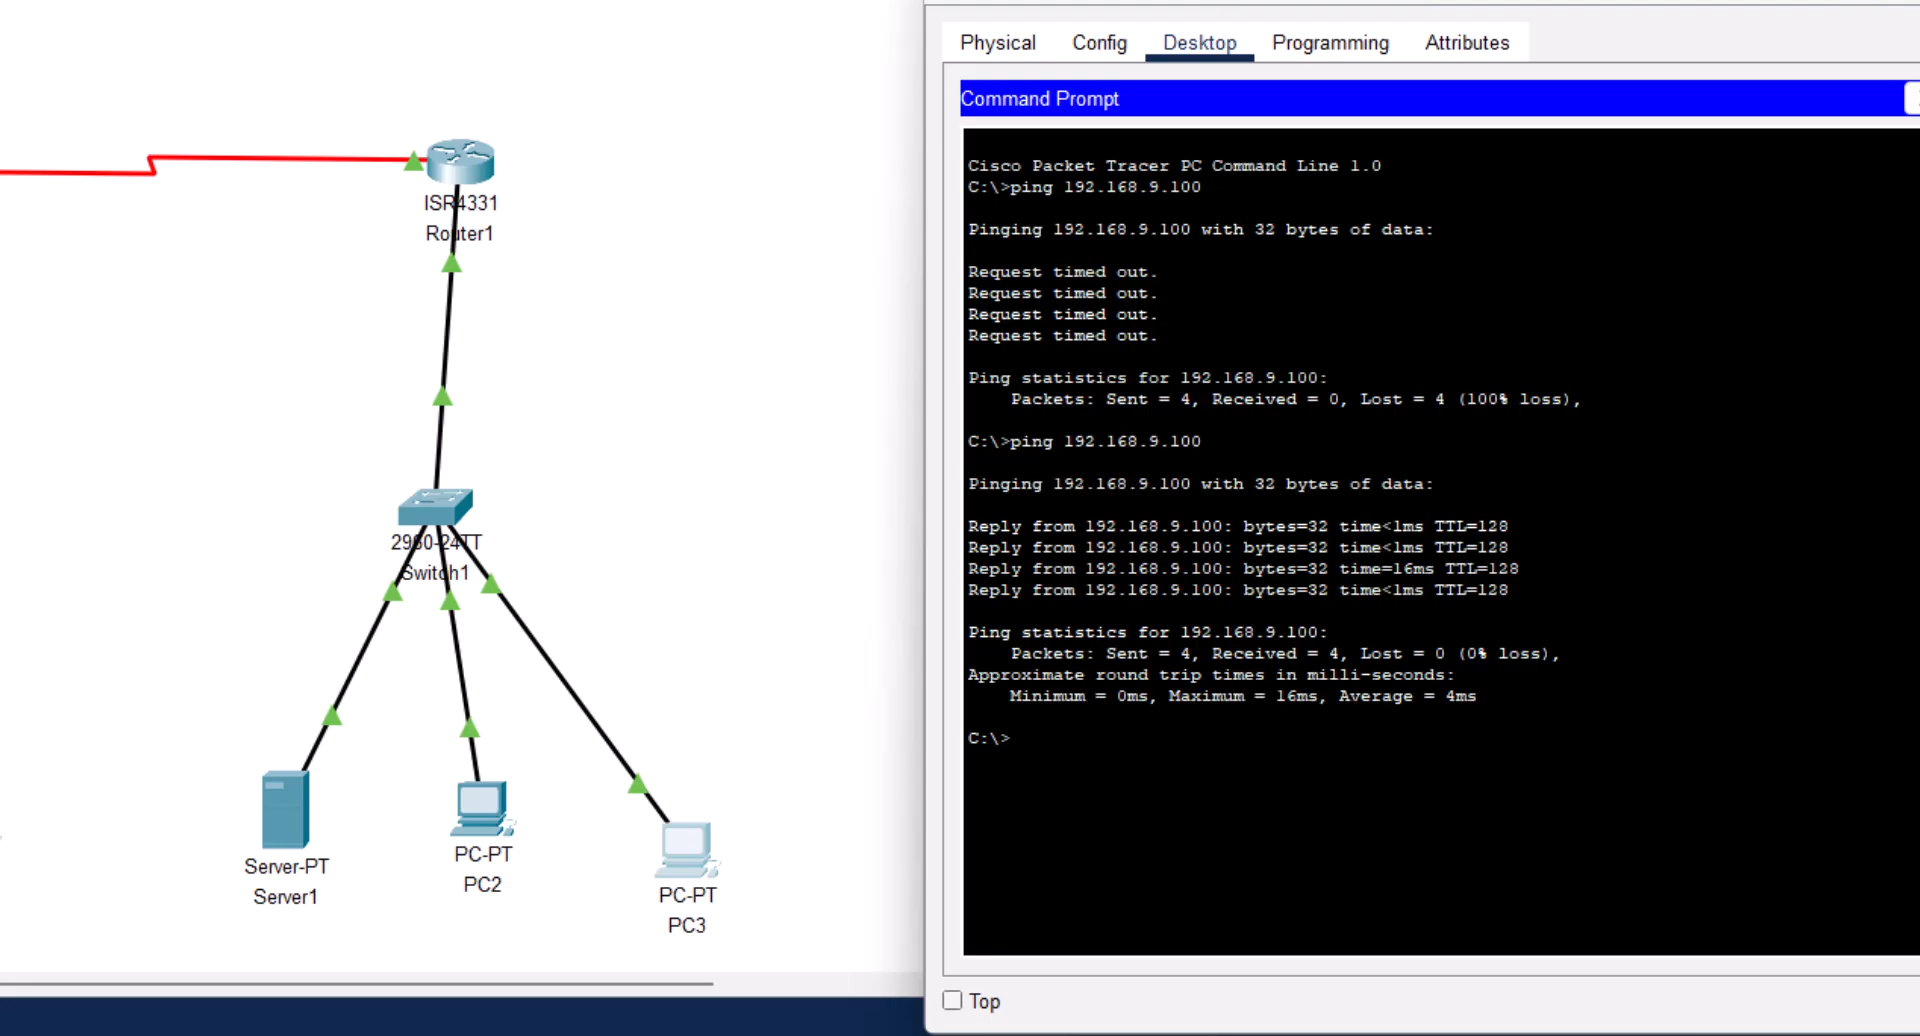 ISR4331
Router1
2960-24TT
Switch1
Server-PT
Server1
PC-PT
PC2
PC-PT
PC3
Physical
Config
Desktop
Programming
Attributes
Command Prompt
Cisco Packet Tracer PC Command Line 1.0
C:\>ping 192.168.9.100
Pinging 192.168.9.100 with 32 bytes of data:
Request timed out.
Request timed out.
Request timed out.
Request timed out.
Ping statistics for 192.168.9.100:
    Packets: Sent = 4, Received = 0, Lost = 4 (100% loss),
C:\>ping 192.168.9.100
Pinging 192.168.9.100 with 32 bytes of data:
Reply from 192.168.9.100: bytes=32 time<1ms TTL=128
Reply from 192.168.9.100: bytes=32 time<1ms TTL=128
Reply from 192.168.9.100: bytes=32 time=16ms TTL=128
Reply from 192.168.9.100: bytes=32 time<1ms TTL=128
Ping statistics for 192.168.9.100:
    Packets: Sent = 4, Received = 4, Lost = 0 (0% loss),
Approximate round trip times in milli-seconds:
    Minimum = 0ms, Maximum = 16ms, Average = 4ms
C:\>
Top